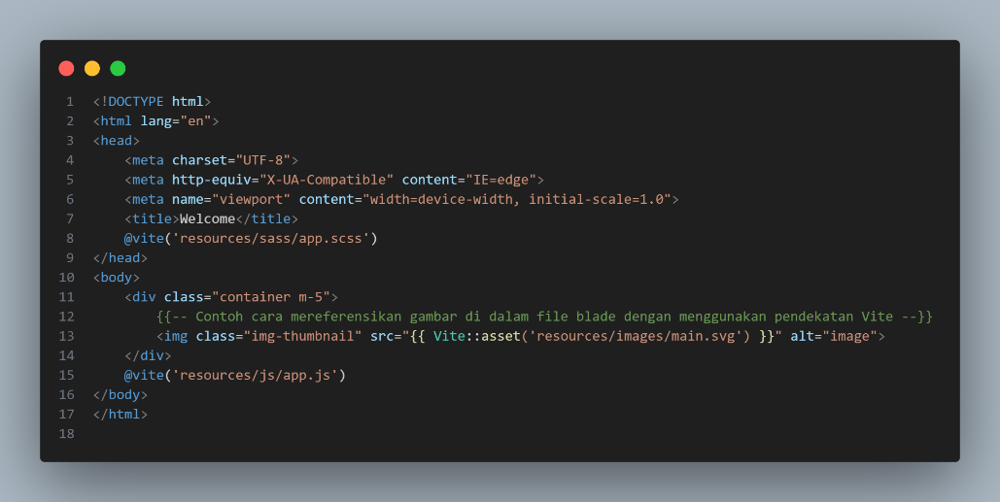 1 <!DOCTYPE html>
2 <html lang="en">
3 <head>
4     <meta charset="UTF-8">
5     <meta http-equiv="X-UA-Compatible" content="IE=edge">
6     <meta name="viewport" content="width=device-width, initial-scale=1.0">
7     <title>Welcome</title>
8     @vite('resources/sass/app.scss')
9 </head>
10 <body>
11     <div class="container m-5">
12         {{-- Contoh cara mereferensikan gambar di dalam file blade dengan menggunakan pendekatan Vite --}}
13         <img class="img-thumbnail" src="{{ Vite::asset('resources/images/main.svg') }}" alt="image">
14     </div>
15     @vite('resources/js/app.js')
16 </body>
17 </html>
18